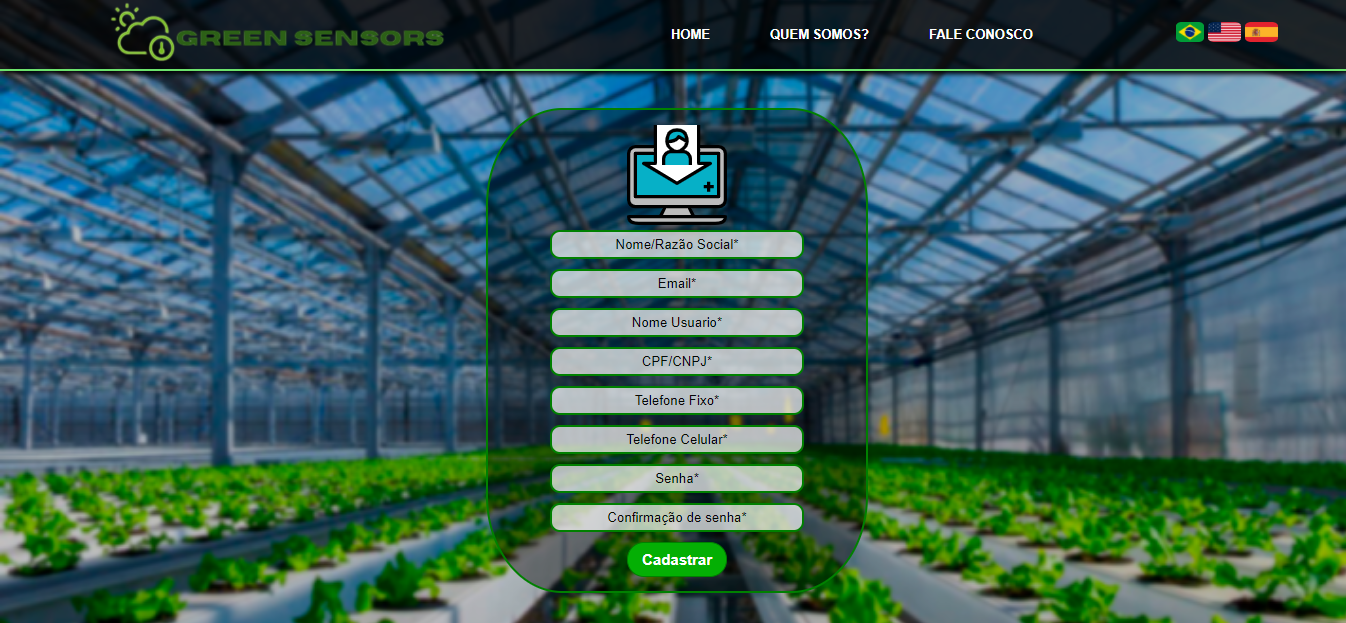 GREEN SENSORS
HOME QUEM SOMOS? FALE CONOSCO
Nome/Razão Social*
Email*
Nome Usuario*
CPF/CNPJ*
Telefone Fixo*
Telefone Celular*
Senha*
Confirmação de senha*
Cadastrar